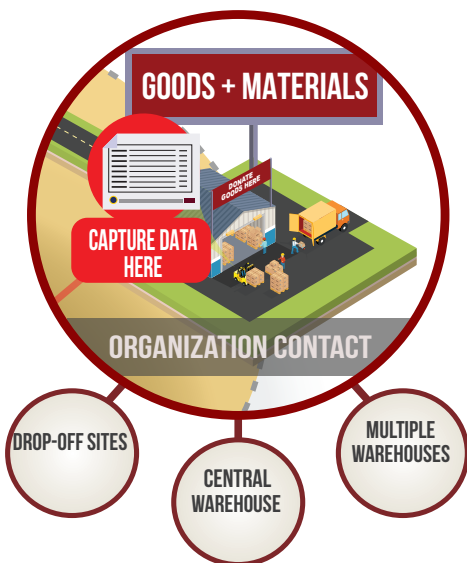 GOODS + MATERIALS
DONATE
GOODS HERE
CAPTURE DATA
HERE
ORGANIZATION CONTACT
DROP-OFF SITES
CENTRAL
WAREHOUSE
MULTIPLE
WAREHOUSES